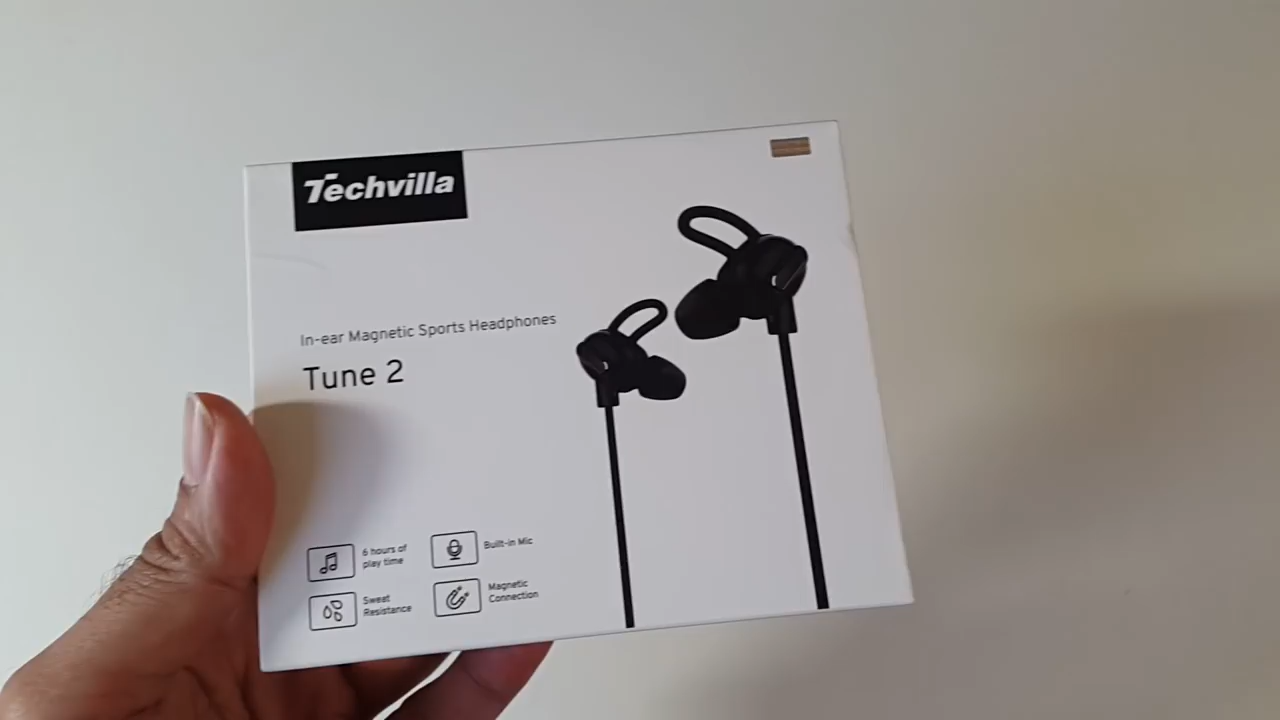 Techvilla
In-ear Magnetic Sports Headphones
Tune 2
6 hours of
play time
Built-in Mic
Sweat
Resistance
Magnetic
Connection